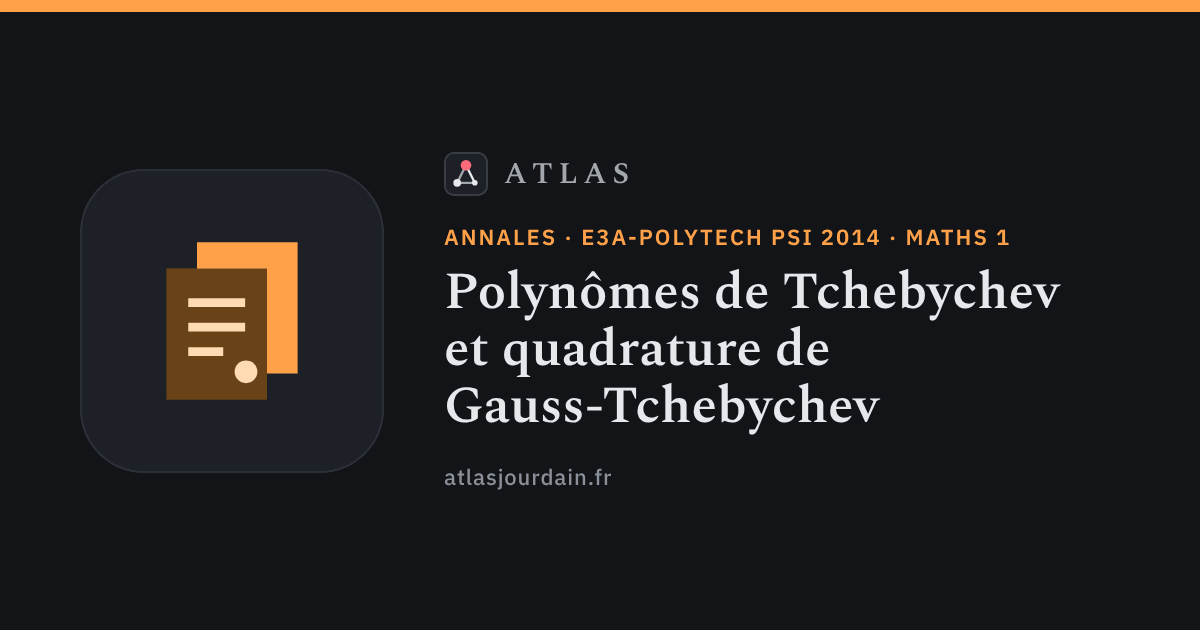 ATLAS
ANNALES · E3A-POLYTECH PSI 2014 · MATHS 1
Polynômes de Tchebychev
et quadrature de
Gauss-Tchebychev
atlasjourdain.fr